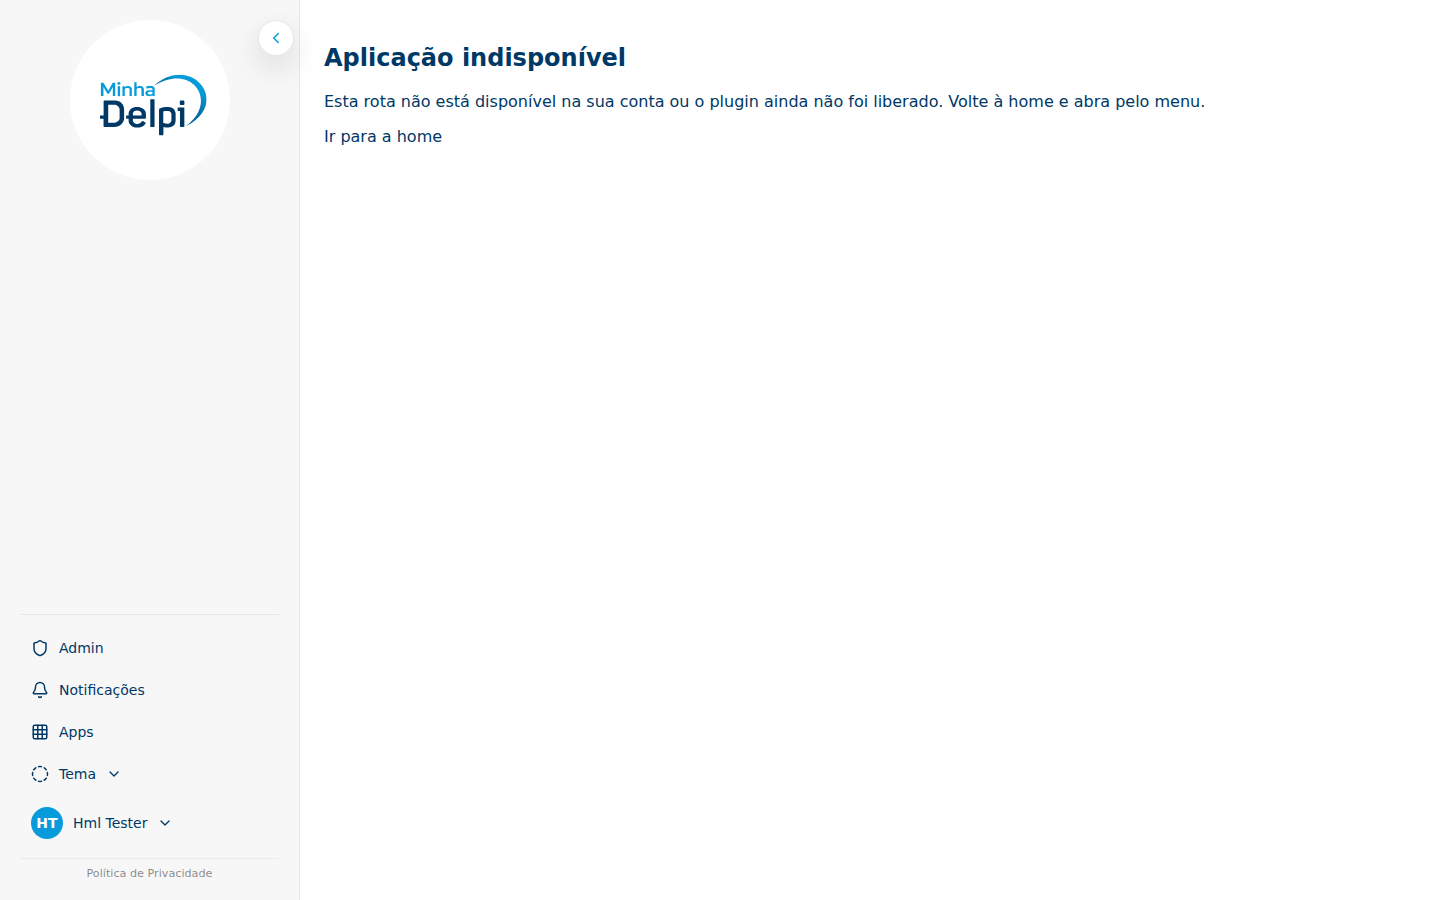 Minha
Delpi
Aplicação indisponível
Esta rota não está disponível na sua conta ou o plugin ainda não foi liberado. Volte à home e abra pelo menu.
Ir para a home
Admin
Notificações
Apps
Tema
HT Hml Tester
Política de Privacidade